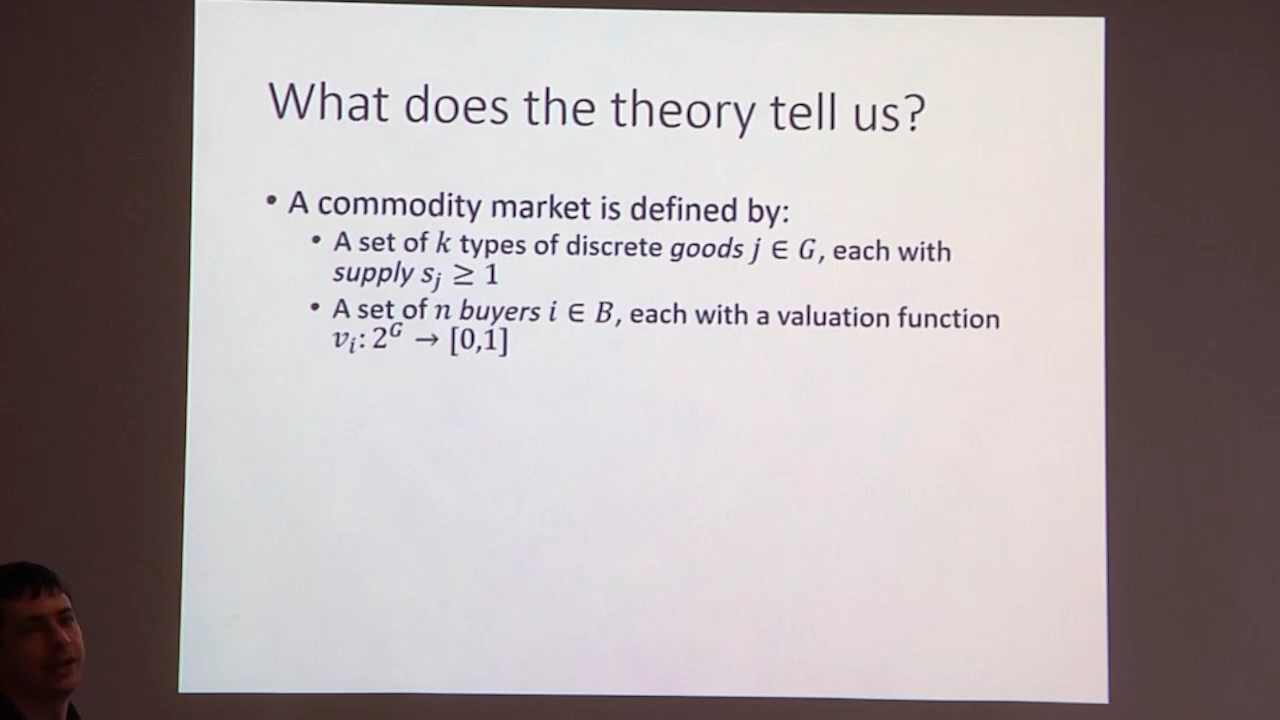 What does the theory tell us?
• A commodity market is defined by:
• A set of k types of discrete goods j ∈ G, each with
supply sⱼ ≥ 1
• A set of n buyers i ∈ B, each with a valuation function
vᵢ: 2ᴳ → [0,1]